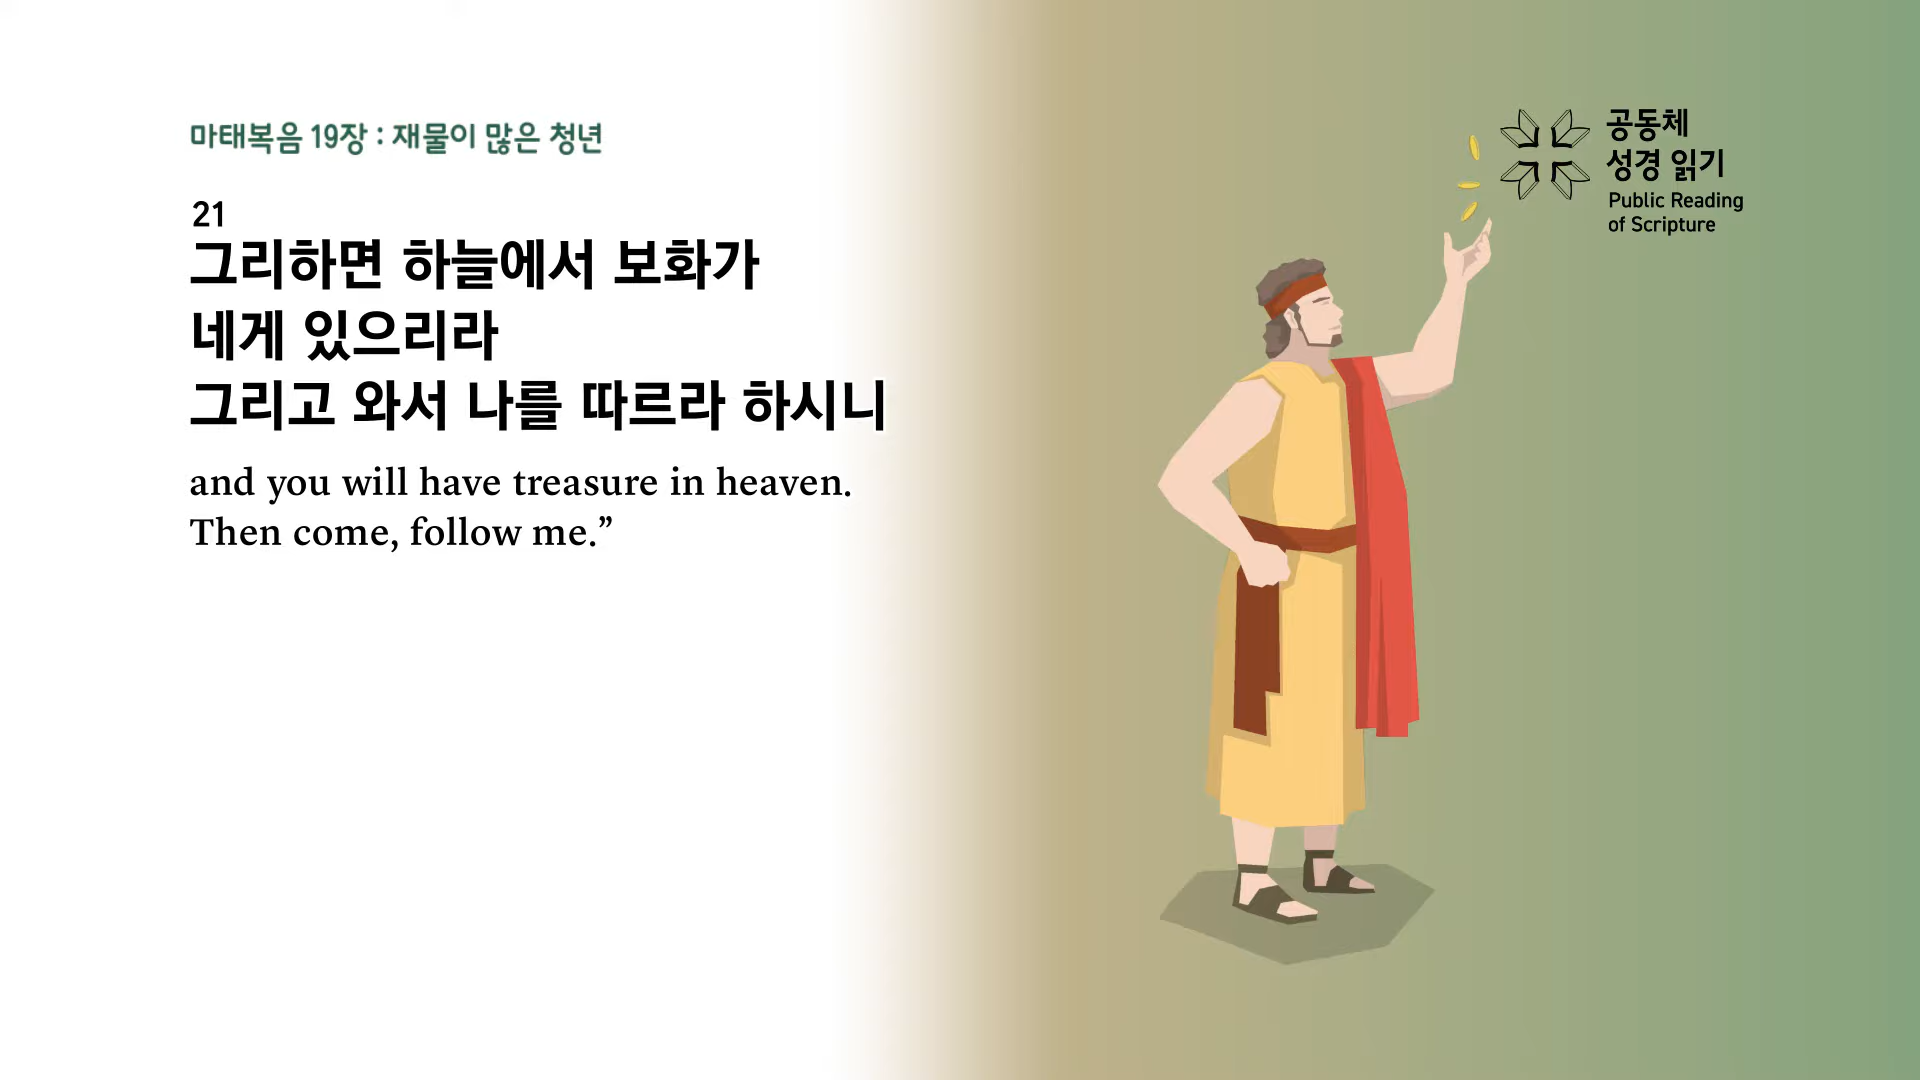 마태복음 19장 : 재물이 많은 청년
21
그리하면 하늘에서 보화가
네게 있으리라
그리고 와서 나를 따르라 하시니
and you will have treasure in heaven.
Then come, follow me.”
공동체
성경 읽기
Public Reading
of Scripture